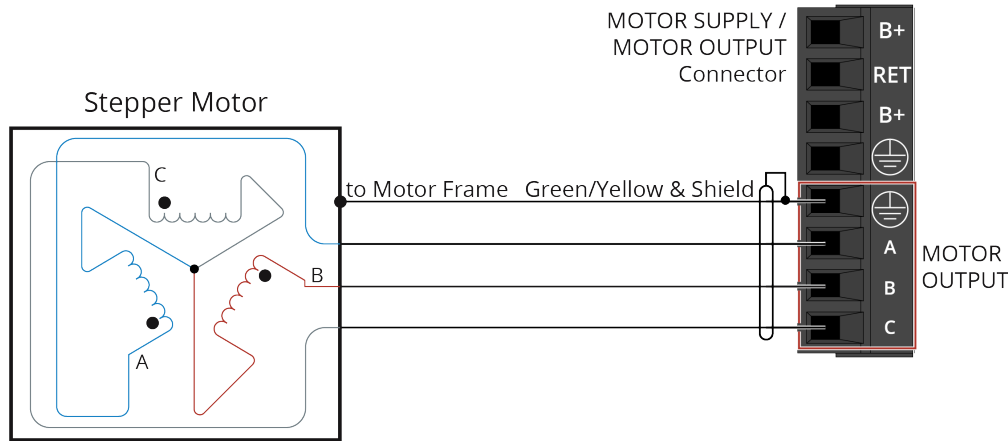 MOTOR SUPPLY /
MOTOR OUTPUT
Connector
B+
RET
B+
Stepper Motor
C
B
A
to Motor Frame Green/Yellow & Shield
A
B
C
MOTOR
OUTPUT